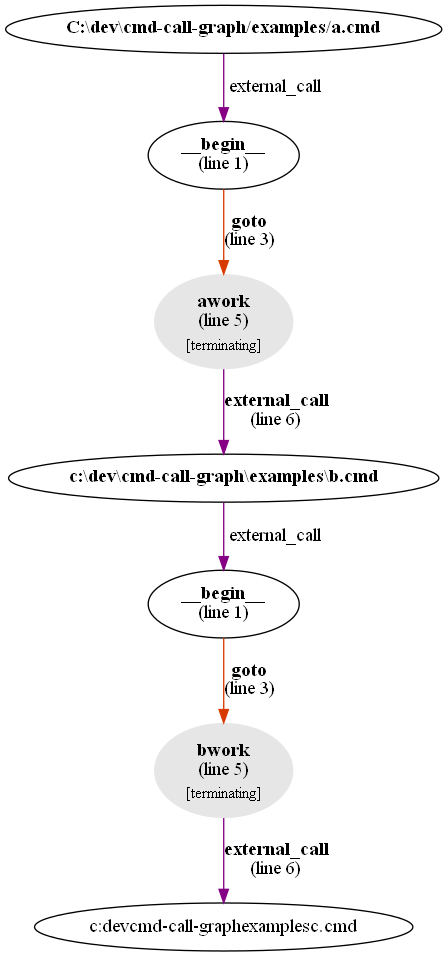 C:\dev\cmd-call-graph/examples/a.cmd
external_call
__begin__
(line 1)
goto
(line 3)
awork
(line 5)
[terminating]
external_call
(line 6)
c:\dev\cmd-call-graph\examples\b.cmd
external_call
__begin__
(line 1)
goto
(line 3)
bwork
(line 5)
[terminating]
external_call
(line 6)
c:devcmd-call-graphexamplesc.cmd